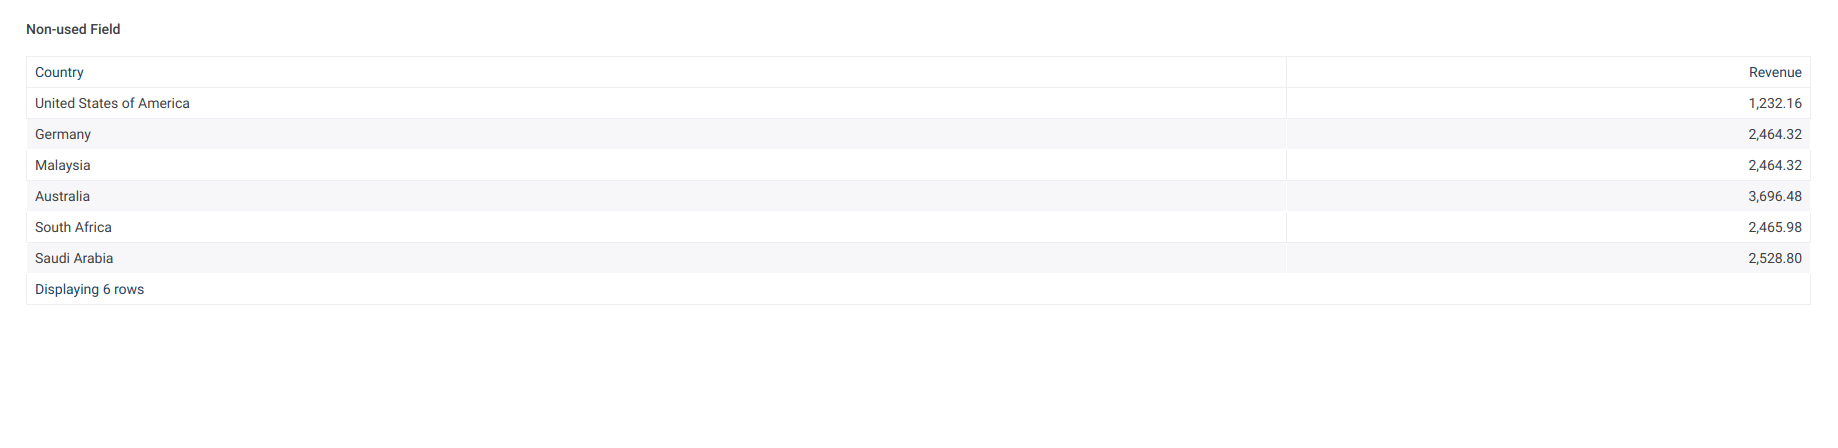 Non-used Field
Country Revenue
United States of America 1,232.16
Germany 2,464.32
Malaysia 2,464.32
Australia 3,696.48
South Africa 2,465.98
Saudi Arabia 2,528.80
Displaying 6 rows